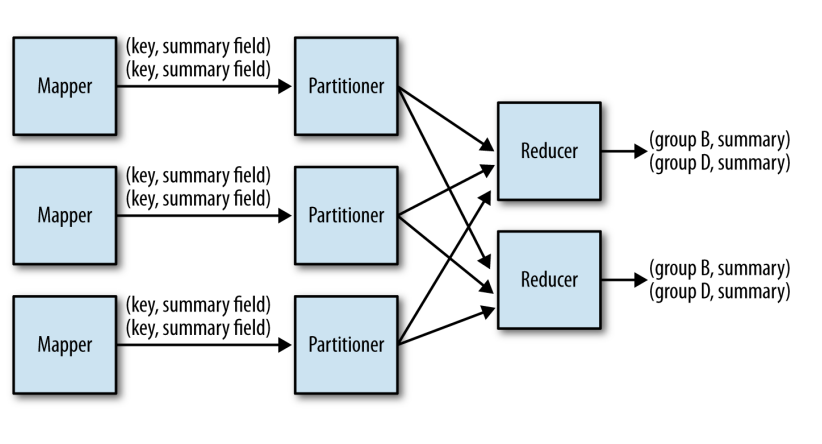 (key, summary field)
(key, summary field)
Mapper
Partitioner
(key, summary field)
(key, summary field)
Mapper
Partitioner
(key, summary field)
(key, summary field)
Mapper
Partitioner
Reducer
(group B, summary)
(group D, summary)
Reducer
(group B, summary)
(group D, summary)